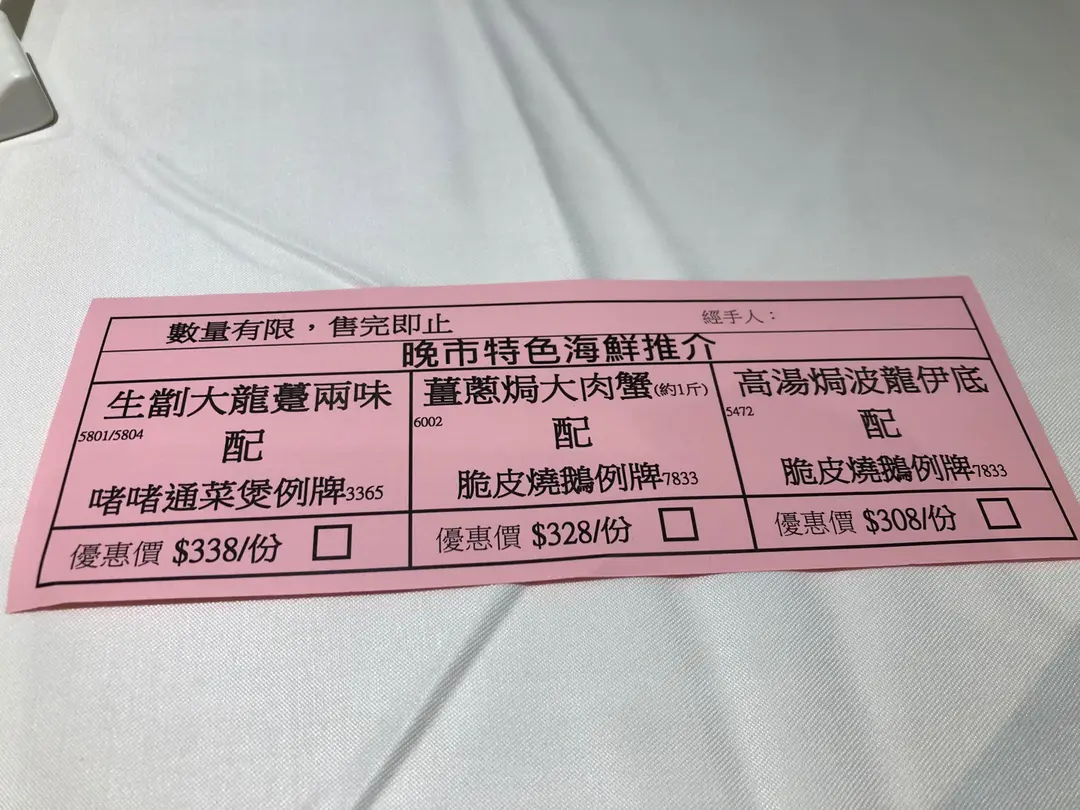 數量有限，售完即止
經手人：
晚市特色海鮮推介
生劏大龍躉兩味
5801/5804
配
啫啫通菜煲例牌3365
優惠價 $338/份
薑蔥焗大肉蟹(約1斤)
6002
配
脆皮燒鵝例牌7833
優惠價 $328/份
高湯焗波龍伊底
5472
配
脆皮燒鵝例牌7833
優惠價 $308/份